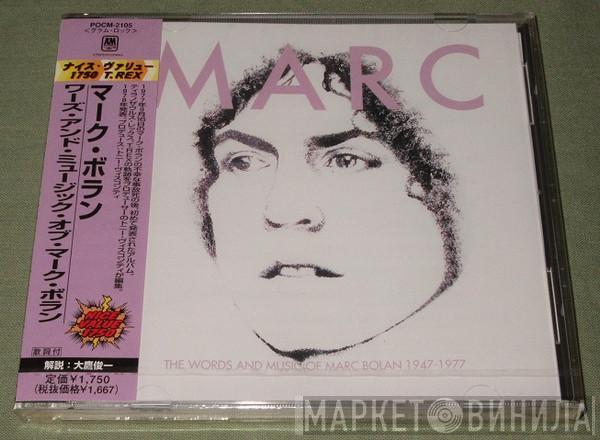 POCM-2105
<グラム・ロック>
A&M
ナイス・ヴァリュー
1750 T.REX
マーク・ボラン
ワーズ・アンド・ミュージック・オブ・マーク・ボラン
NICE
VALUE
1750
歌詞付
解説：大鷹俊一
定価￥1,750
(税抜価格￥1,667)
MARC
THE WORDS AND MUSIC OF MARC BOLAN 1947-1977
МАРКЕТ ВИНИЛА